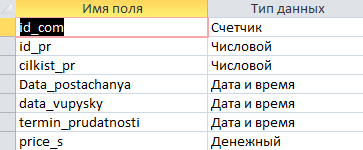 Имя поля Тип данных
id_com Счетчик
id_pr Числовой
cilkist_pr Числовой
Data_postachanya Дата и время
data_vupysky Дата и время
termin_prudatnosti Дата и время
price_s Денежный